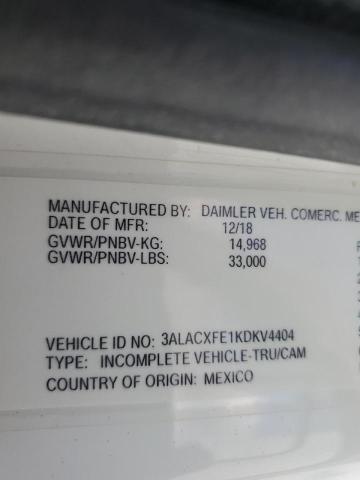 MANUFACTURED BY: DAIMLER VEH. COMERC. ME
DATE OF MFR: 12/18
GVWR/PNBV-KG: 14,968
GVWR/PNBV-LBS: 33,000
VEHICLE ID NO: 3ALACXFE1KDKV4404
TYPE: INCOMPLETE VEHICLE-TRU/CAM
COUNTRY OF ORIGIN: MEXICO